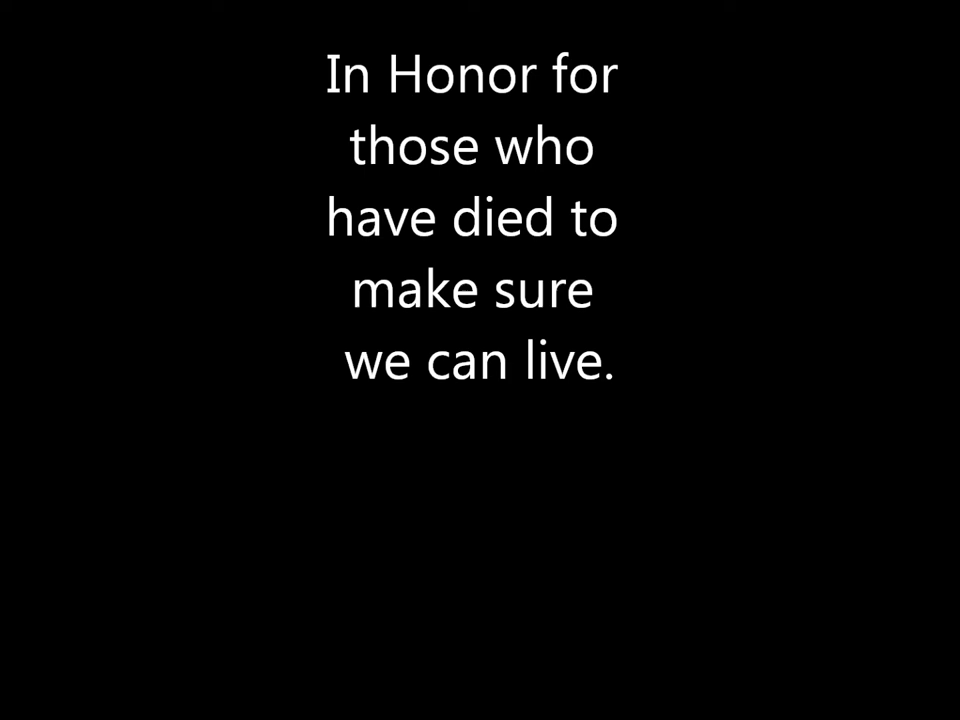 In Honor for
those who
have died to
make sure
we can live.